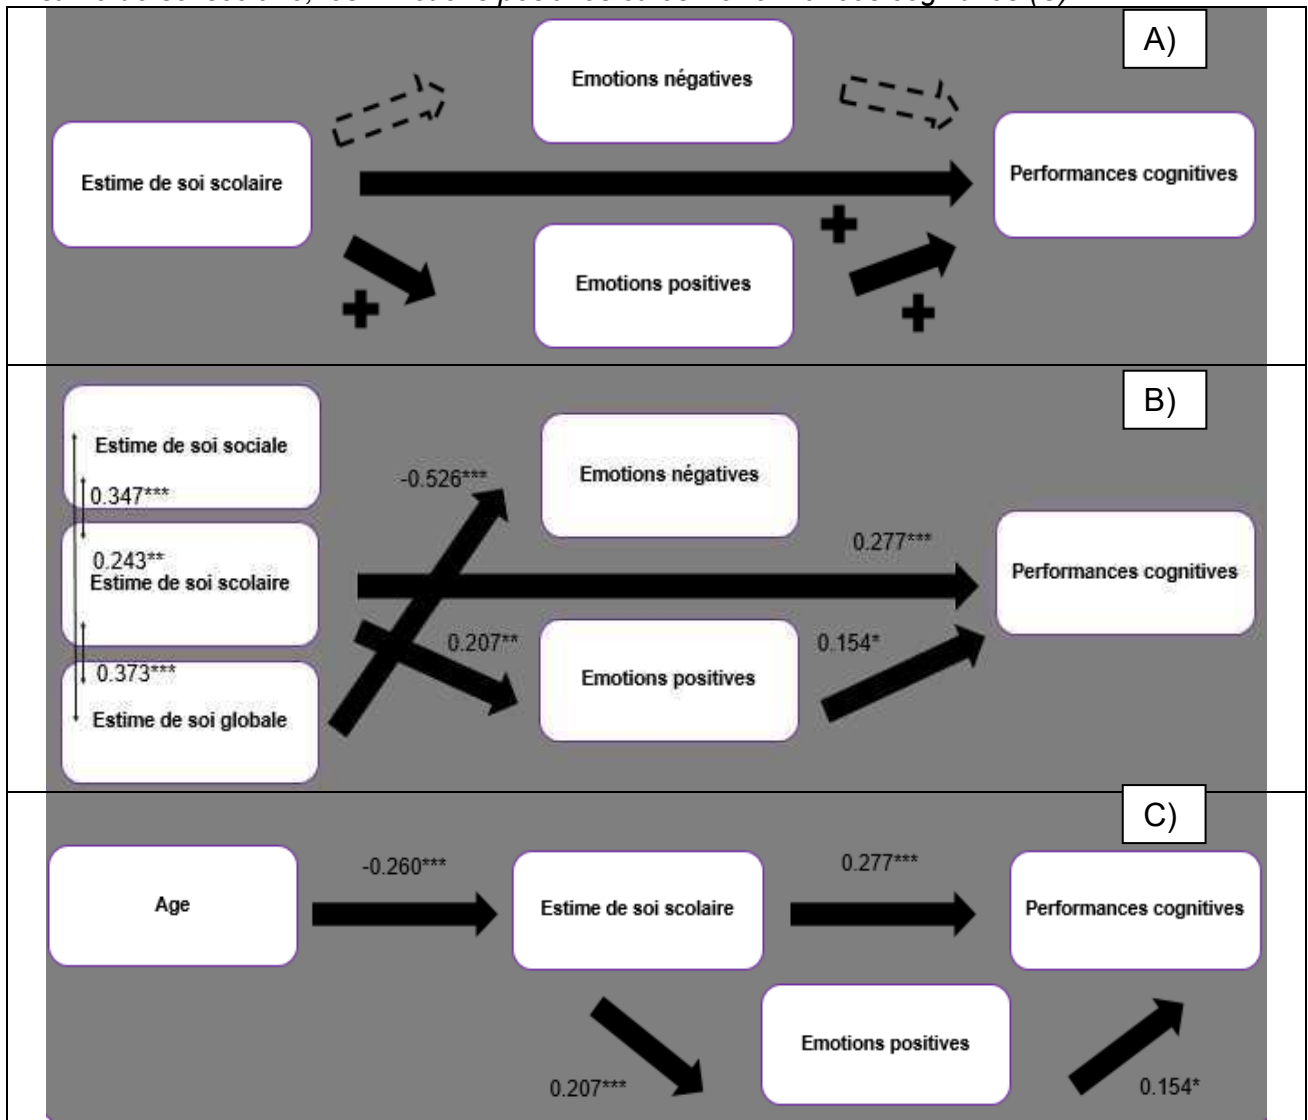 A)
Emotions négatives
Estime de soi scolaire
Performances cognitives
Emotions positives
B)
Estime de soi sociale
-0.526***
Emotions négatives
0.347***
0.277***
0.243**
Estime de soi scolaire
Performances cognitives
0.207**
0.154*
0.373***
Emotions positives
Estime de soi globale
C)
-0.260***
0.277***
Age
Estime de soi scolaire
Performances cognitives
Emotions positives
0.207***
0.154*